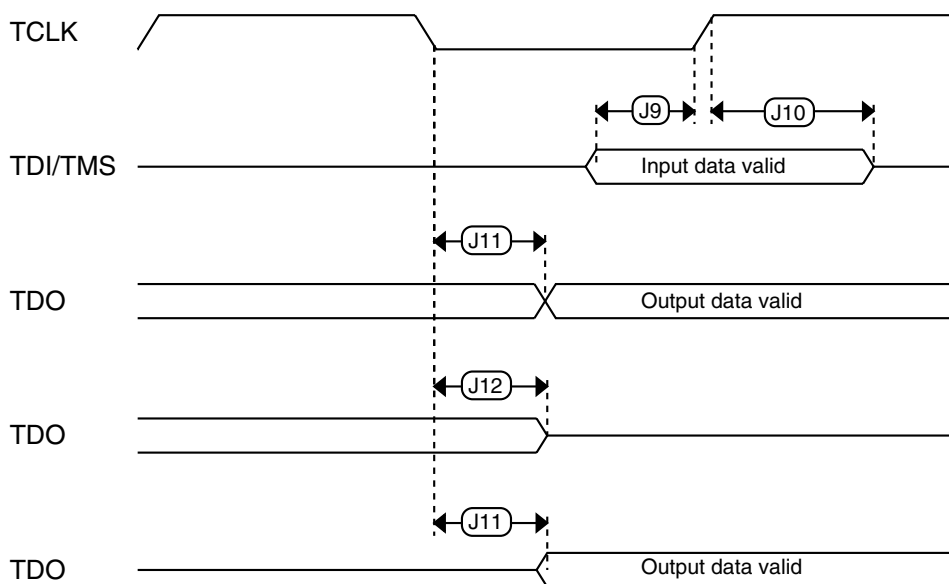 TCLK
J9
J10
TDI/TMS
Input data valid
J11
TDO
Output data valid
J12
TDO
J11
TDO
Output data valid